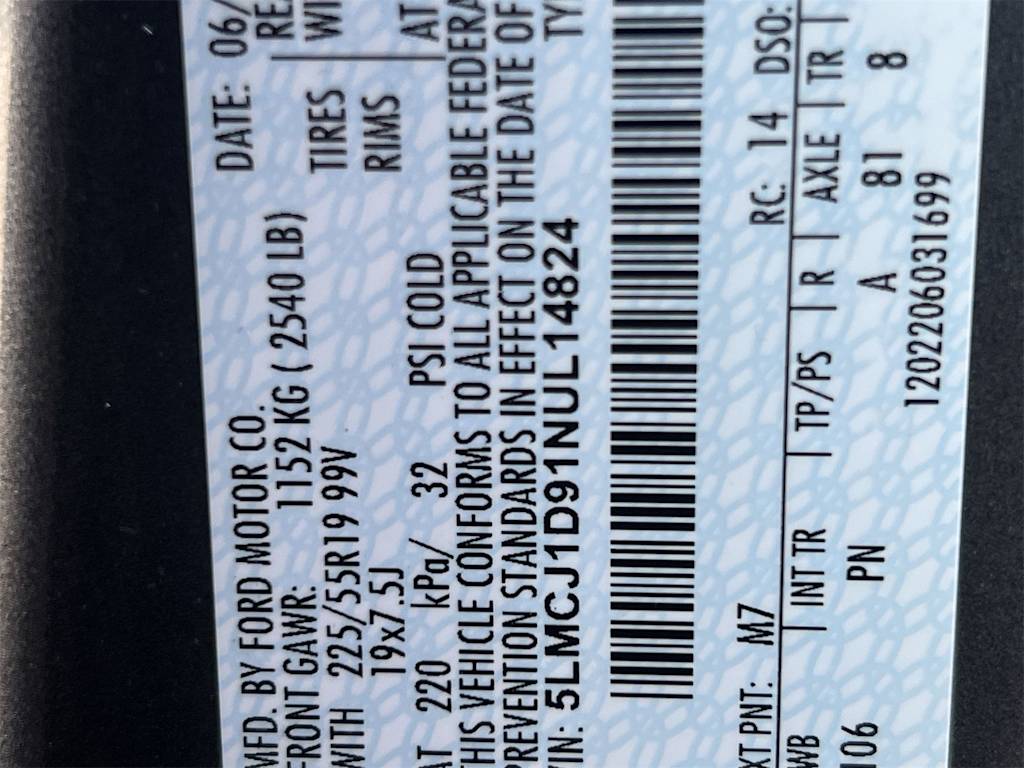 MFD. BY FORD MOTOR CO.
DATE: 06/
FRONT GAWR: 1152 KG ( 2540 LB)
WITH 225/55R19 99V TIRES
19x7.5J RIMS
AT 220 kPa/ 32 PSI COLD AT
THIS VEHICLE CONFORMS TO ALL APPLICABLE FEDERA
PREVENTION STANDARDS IN EFFECT ON THE DATE OF
VIN: 5LMCJ1D91NUL14824 TY
XT PNT: M7 RC: 14 DSO:
WB INT TR TP/PS R AXLE TR
106 PN A 81 8
1202206031699